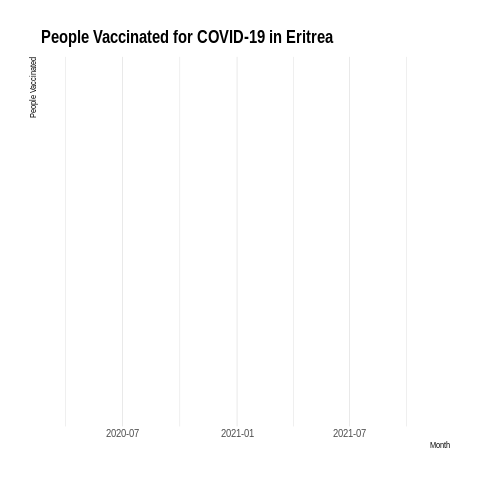 People Vaccinated for COVID-19 in Eritrea
People Vaccinated
2020-07
2021-01
2021-07
Month